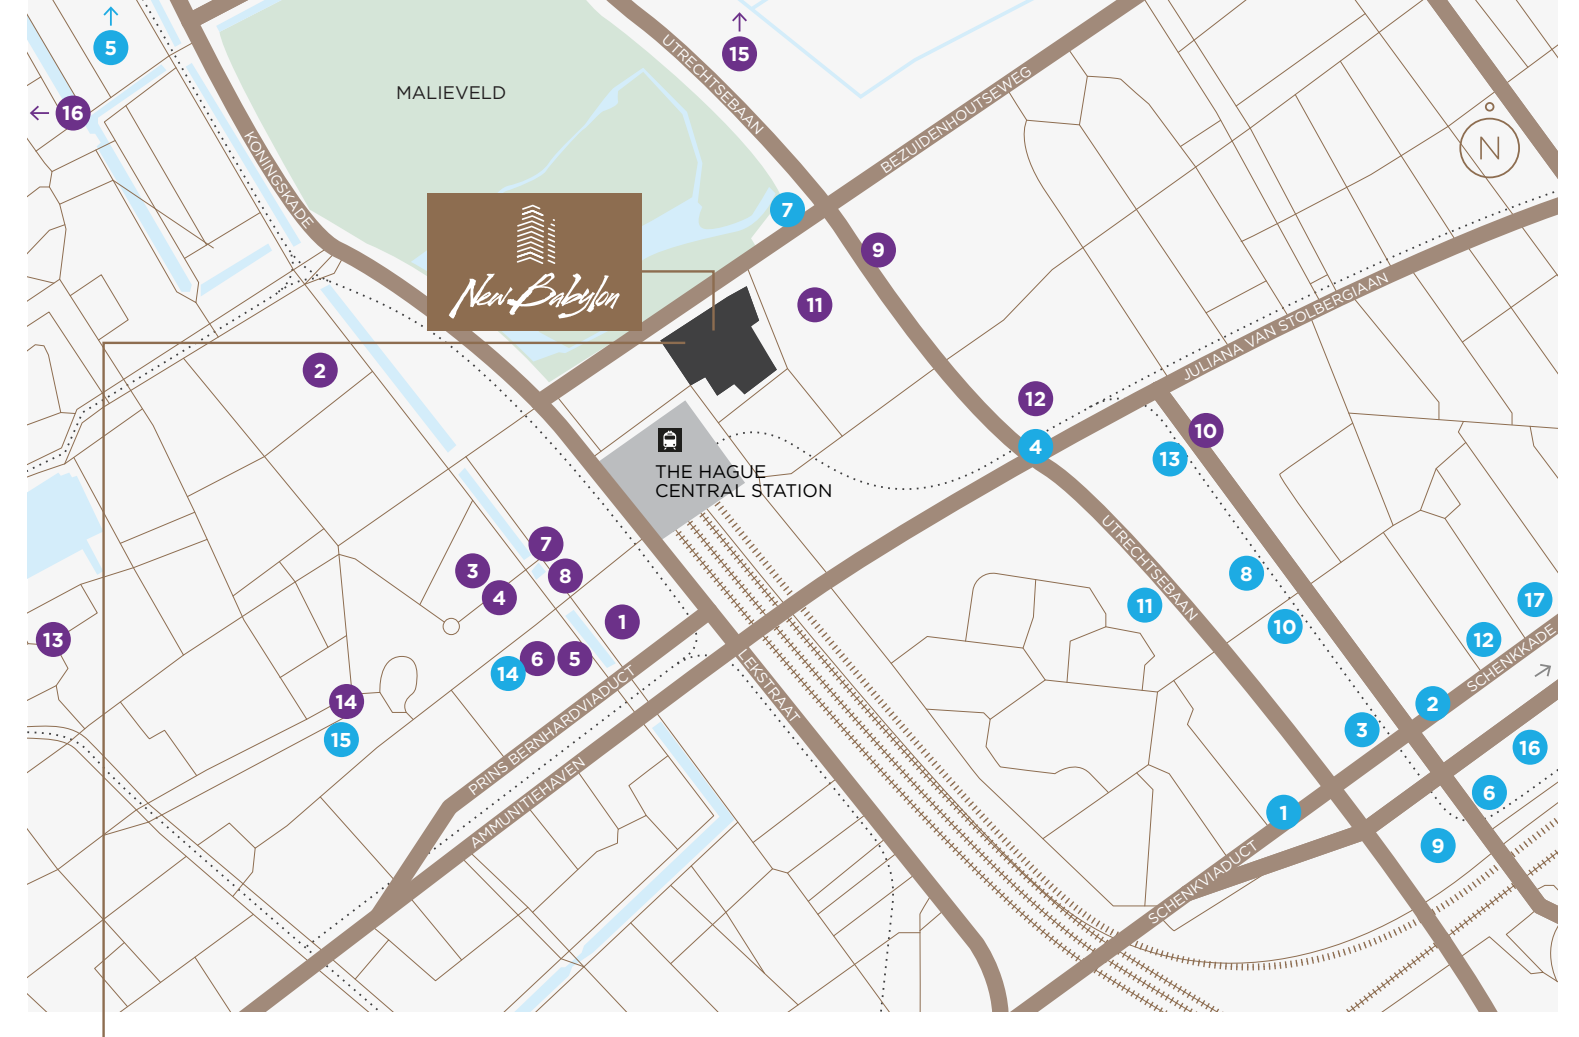 5
15
UTRECHTSEBAAN
MALIEVELD
16
BEZUIDENHOUTSEWEG
N
KONINGSKADE
7
9
New Babylon
11
JULIANA VAN STOLBERGIAAN
2
12
10
4
13
THE HAGUE
CENTRAL STATION
7
3
8
4
UTRECHTSEBAAN
8
11
17
1
10
13
12
6
5
14
SCHENKKADE
PRINS BERNHARDVIADUCT
LEKSTRAAT
14
2
15
3
16
AMMUNITIEHAVEN
6
1
9
SCHENKVIADUCT